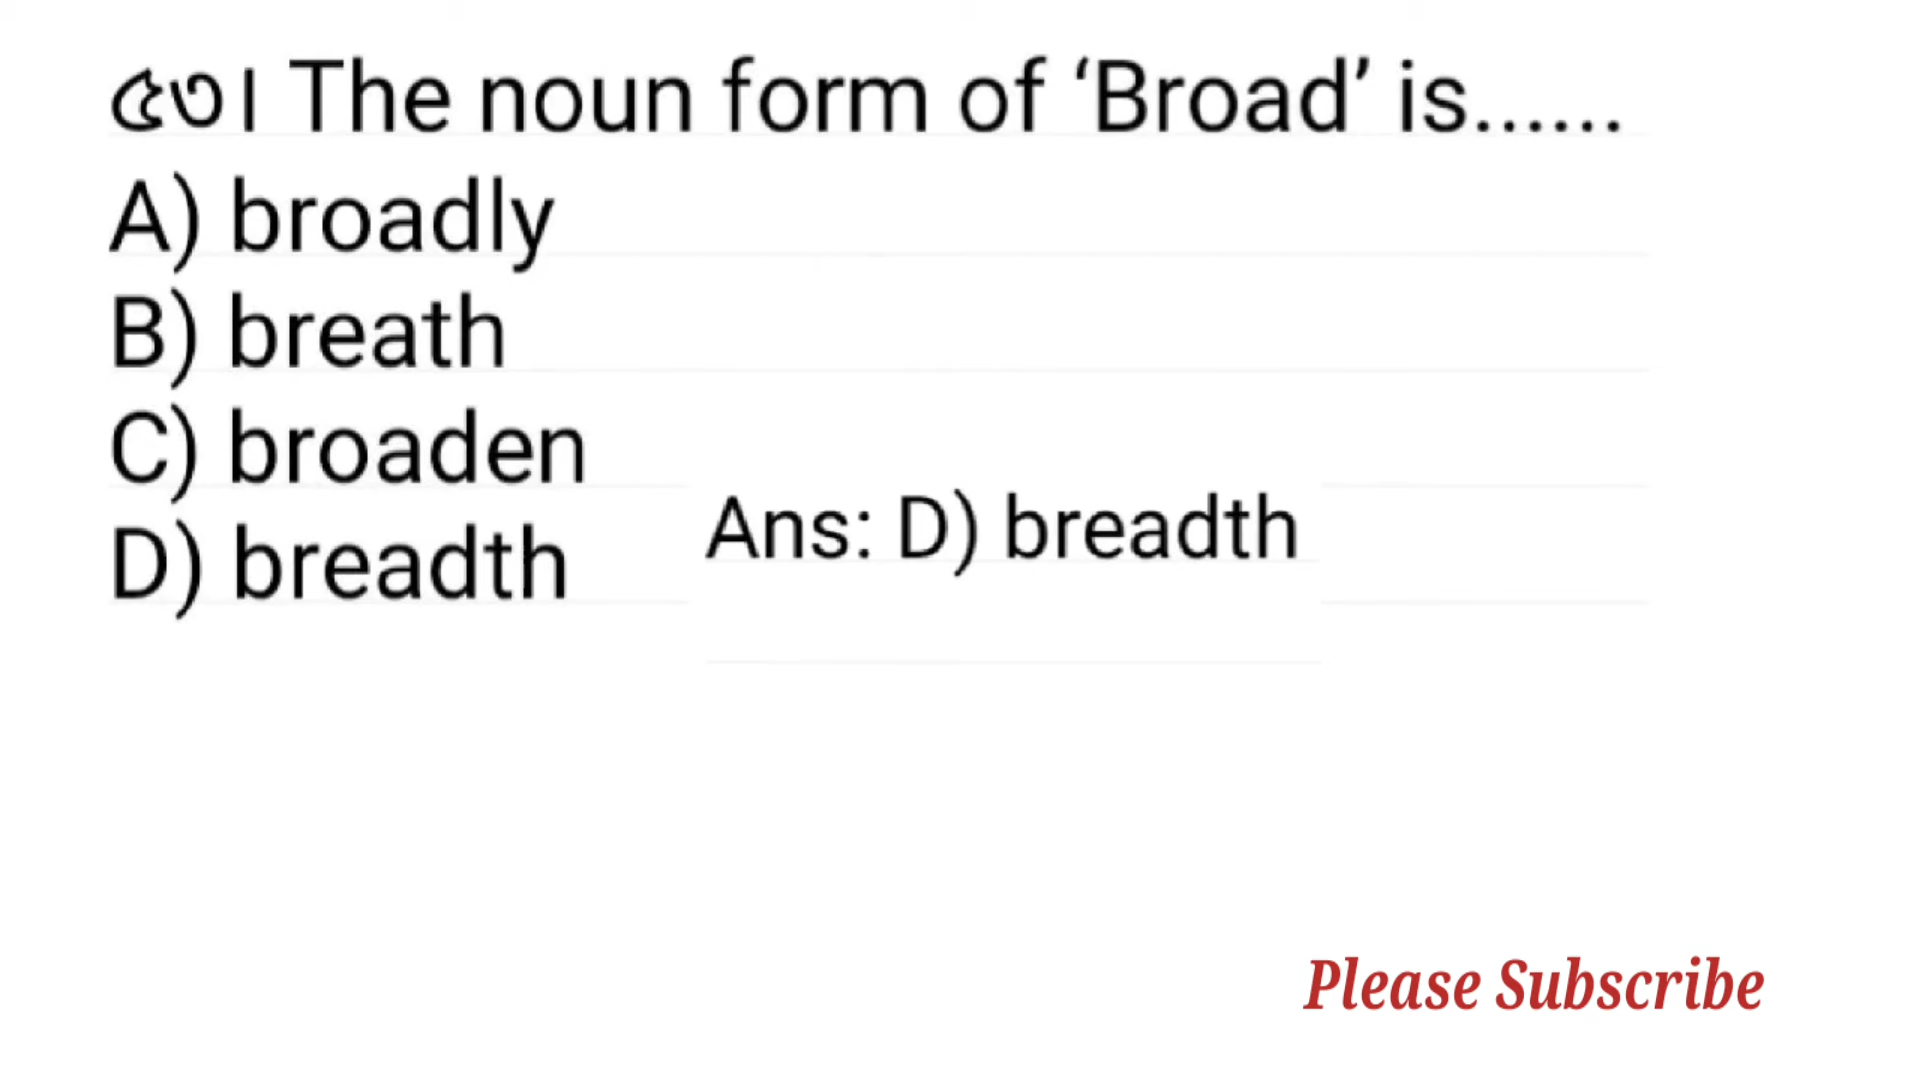 ৫৩। The noun form of ‘Broad’ is......
A) broadly
B) breath
C) broaden
D) breadth
Ans: D) breadth
Please Subscribe